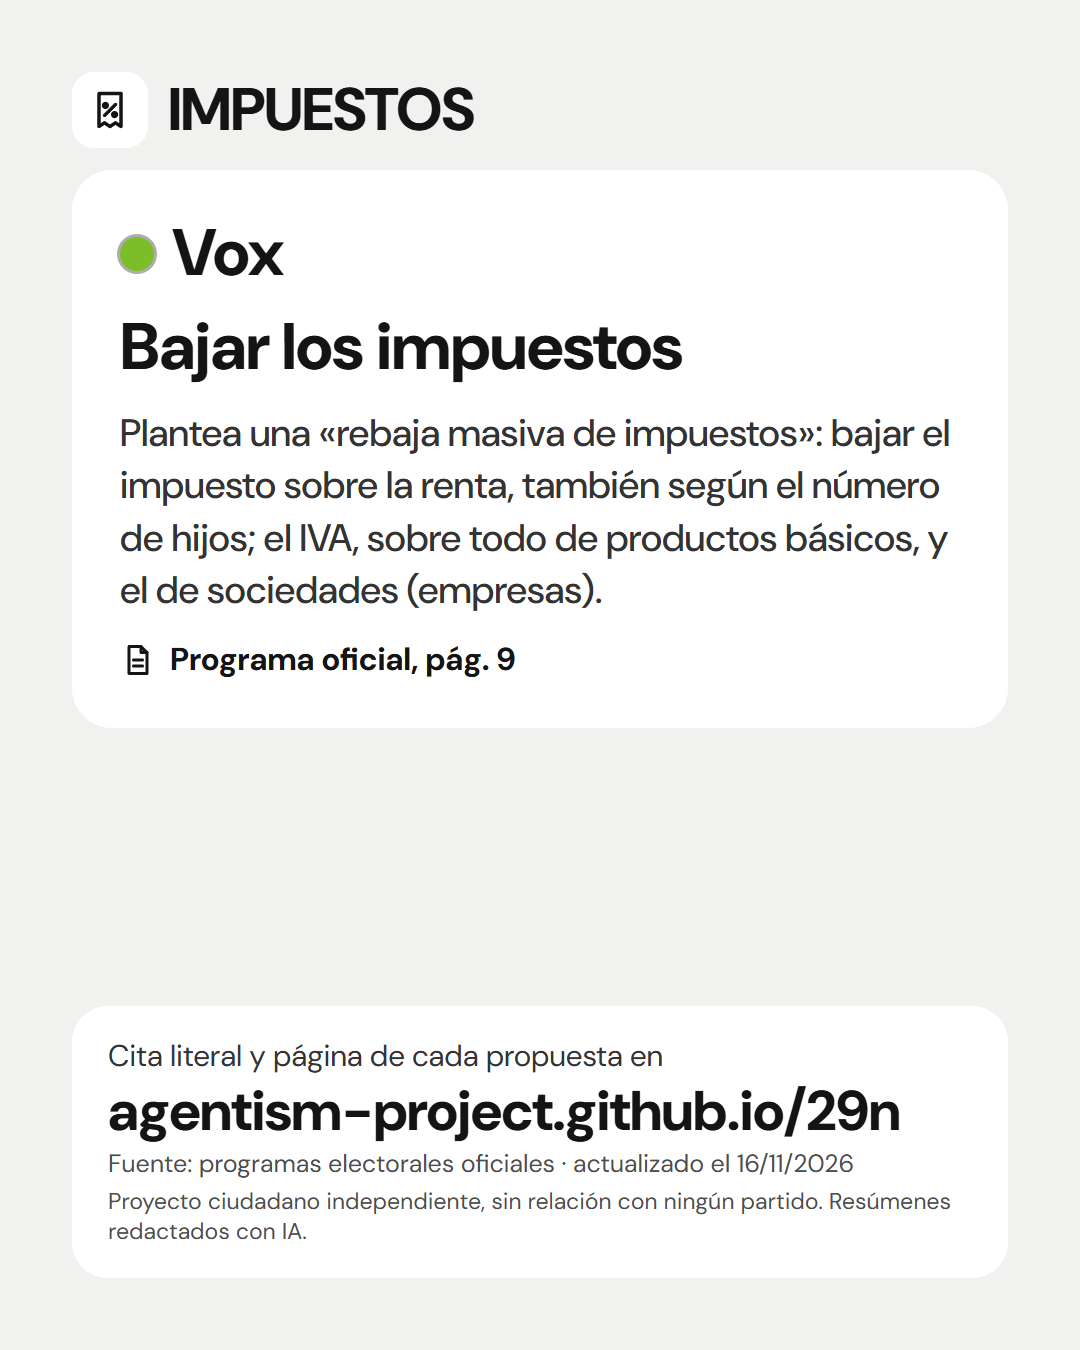 IMPUESTOS
Vox
Bajar los impuestos
Plantea una «rebaja masiva de impuestos»: bajar el
impuesto sobre la renta, también según el número
de hijos; el IVA, sobre todo de productos básicos, y
el de sociedades (empresas).
Programa oficial, pág. 9
Cita literal y página de cada propuesta en
agentism-project.github.io/29n
Fuente: programas electorales oficiales · actualizado el 16/11/2026
Proyecto ciudadano independiente, sin relación con ningún partido. Resúmenes
redactados con IA.